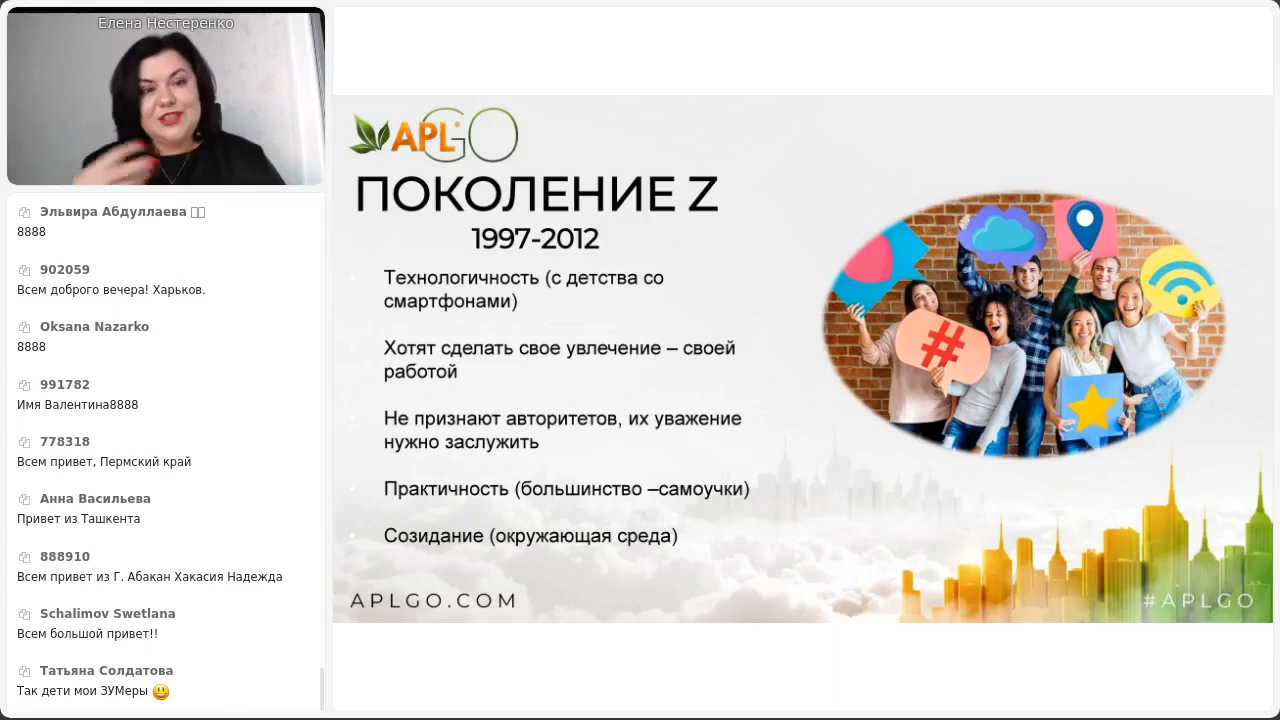 Елена Нестеренко
Эльвира Абдуллаева
8888
902059
Всем доброго вечера! Харьков.
Oksana Nazarko
8888
991782
Имя Валентина8888
778318
Всем привет, Пермский край
Анна Васильева
Привет из Ташкента
888910
Всем привет из Г. Абакан Хакасия Надежда
Schalimov Swetlana
Всем большой привет!!
Татьяна Солдатова
Так дети мои ЗУМеры 😃
APLGO
ПОКОЛЕНИЕ Z
1997-2012
Технологичность (с детства со
смартфонами)
Хотят сделать свое увлечение – своей
работой
Не признают авторитетов, их уважение
нужно заслужить
Практичность (большинство –самоучки)
Созидание (окружающая среда)
#
APLGO.COM
#APLGO